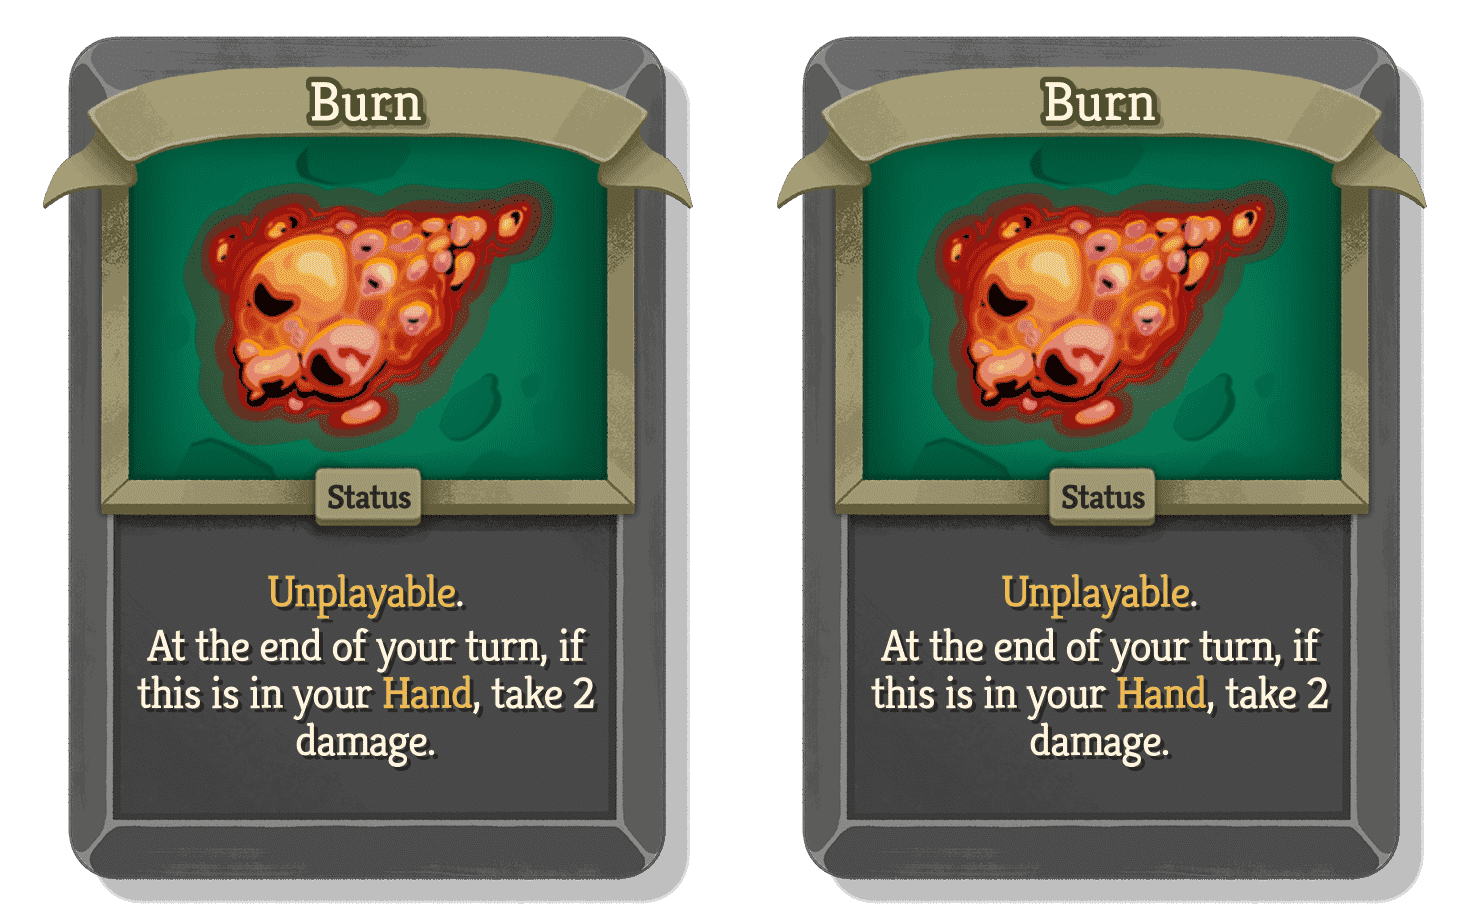 Burn
Status
Unplayable.
At the end of your turn, if
this is in your Hand, take 2
damage.
Burn
Status
Unplayable.
At the end of your turn, if
this is in your Hand, take 2
damage.